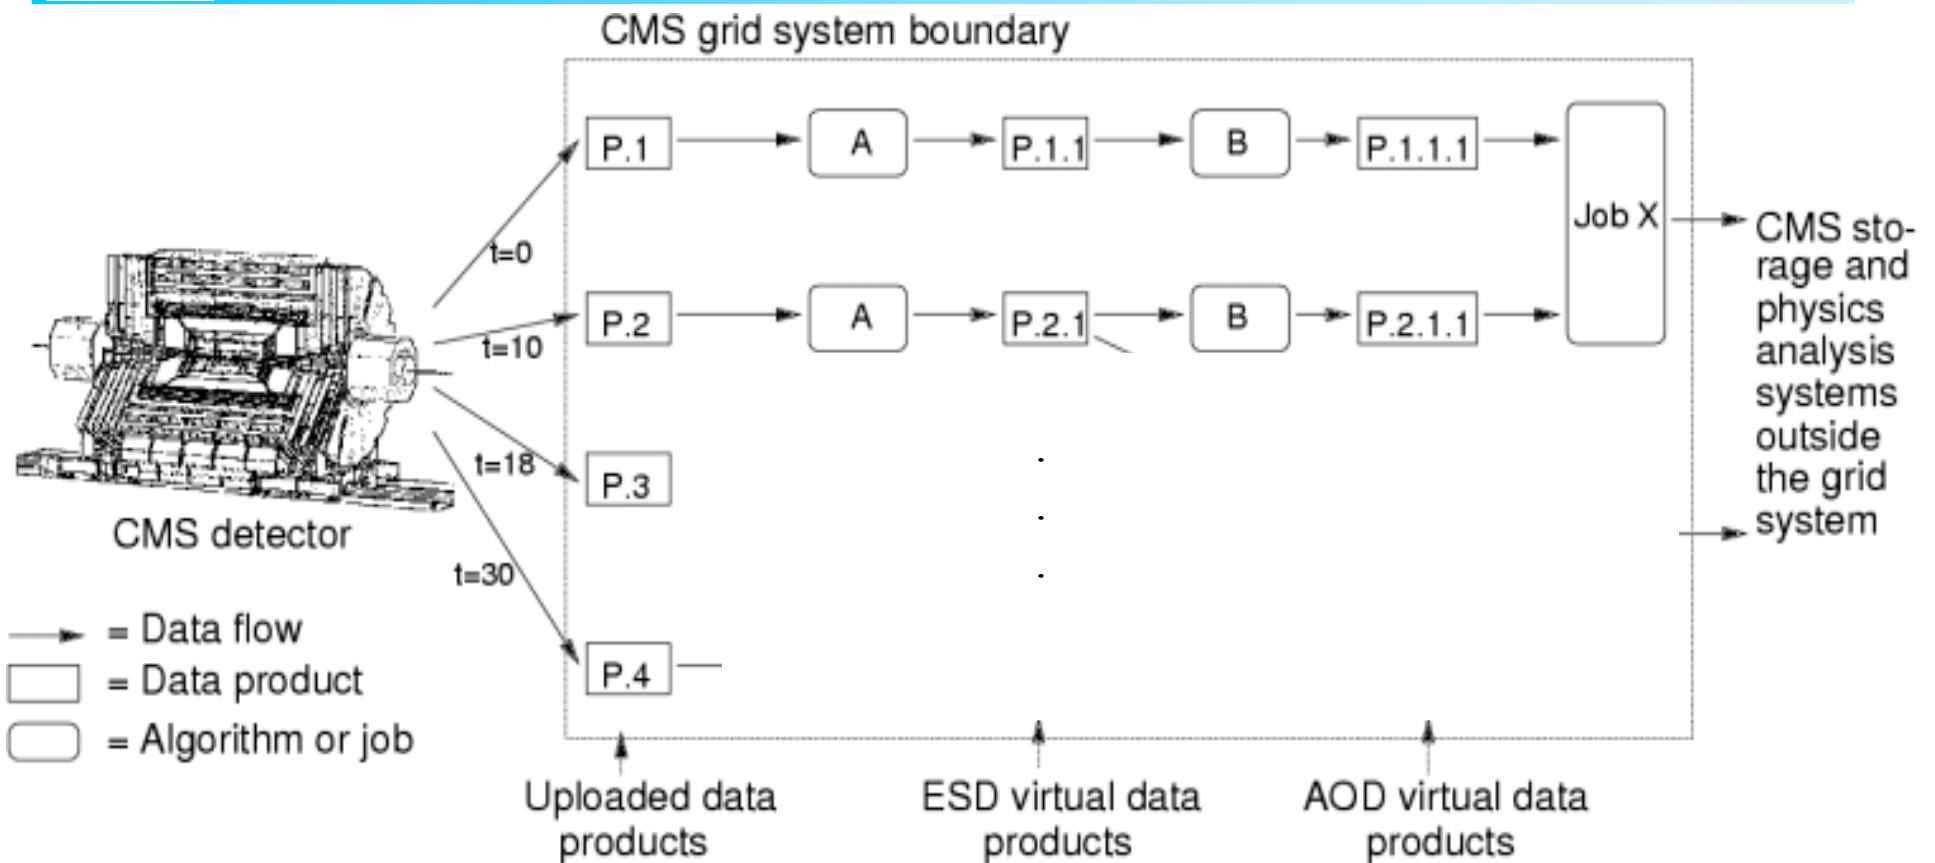 CMS grid system boundary
P.1
A
P.1.1
B
P.1.1.1
Job X
t=0
P.2
A
P.2.1
B
P.2.1.1
t=10
t=18
P.3
.
.
.
t=30
P.4
CMS detector
CMS sto-
rage and
physics
analysis
systems
outside
the grid
system
= Data flow
= Data product
= Algorithm or job
Uploaded data
products
ESD virtual data
products
AOD virtual data
products